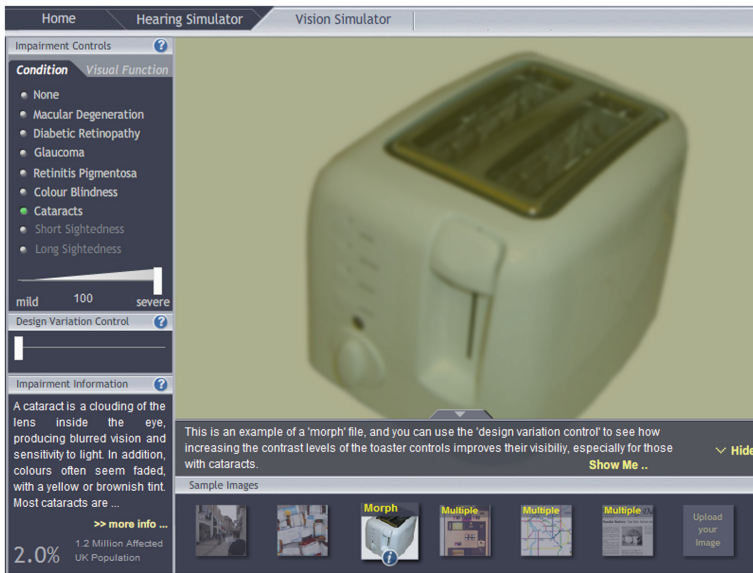 Home
Hearing Simulator
Vision Simulator
Impairment Controls ?
Condition
Visual Function
None
Macular Degeneration
Diabetic Retinopathy
Glaucoma
Retinitis Pigmentosa
Colour Blindness
Cataracts
Short Sightedness
Long Sightedness
mild 100 severe
Design Variation Control ?
Impairment Information ?
A cataract is a clouding of the
lens inside the eye,
producing blurred vision and
sensitivity to light. In addition,
colours often seem faded,
with a yellow or brownish tint.
Most cataracts are ...
>> more info ...
2.0%
1.2 Million Affected
UK Population
This is an example of a 'morph' file, and you can use the 'design variation control' to see how
increasing the contrast levels of the toaster controls improves their visibiliy, especially for those
with cataracts.
Show Me ..
Hide
Sample Images
Morph
i
Multiple
Multiple
Multiple
Upload
your
Image